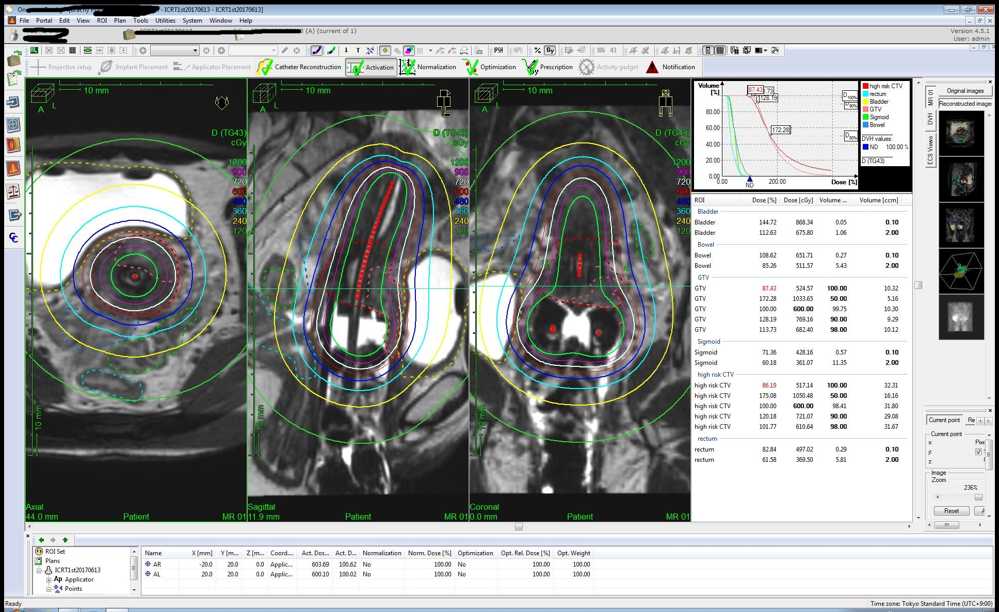 - ICRT1st20170613 - ICRT1st20170613]
File Portal Edit View ROI Plan Tools Utilities System Window Help
(A) (current of 1)
Version 4.5.1
User: admin
IPSA HIPO % Gy 186 43
Projective setup Implant Placement Applicator Placement Catheter Reconstruction Activation Normalization Optimization Prescription Activity gadget Notification
10 mm
A L
D (TG43)
cGy
1200
900
720
600
480
360
240
120
10 mm
Axial
44.0 mm Patient MR 01
10 mm
A L
D (TG43)
cGy
1200
900
720
600
480
360
240
120
10 mm
Sagittal
11.9 mm Patient MR 01
10 mm
A L
D (TG43)
cGy
1200
900
720
600
480
360
240
120
AL
10 mm
Coronal
0.0 mm Patient MR 01
Volume
[%]
87.43
128.19
172.28
D100%
D90%
D50%
80.00
60.00
40.00
20.00
0.00
0.00 200.00 Dose [%]
ND
high risk CTV
rectum
Bladder
GTV
Sigmoid
Bowel
DVH values:
ND 100.00 %
D (TG43)
ROI Dose [%] Dose [cGy] Volume ... Volume [ccm]
Bladder
Bladder 144.72 868.34 0.05 0.10
Bladder 112.63 675.80 1.06 2.00
Bowel
Bowel 108.62 651.71 0.27 0.10
Bowel 85.26 511.57 5.43 2.00
GTV
GTV 87.43 524.57 100.00 10.32
GTV 172.28 1033.65 50.00 5.16
GTV 100.00 600.00 99.75 10.30
GTV 128.19 769.16 90.00 9.29
GTV 113.73 682.40 98.00 10.12
Sigmoid
Sigmoid 71.36 428.16 0.57 0.10
Sigmoid 60.18 361.07 11.35 2.00
high risk CTV
high risk CTV 86.19 517.14 100.00 32.31
high risk CTV 175.08 1050.48 50.00 16.16
high risk CTV 100.00 600.00 98.41 31.80
high risk CTV 120.18 721.07 90.00 29.08
high risk CTV 101.77 610.64 98.00 31.67
rectum
rectum 82.84 497.02 0.29 0.10
rectum 61.58 369.50 5.81 2.00
MR 01
DVH
ECS Views
Original images
Reconstructed images
Current point Re
Current point
x: Pixe
y:
z:
Image
Zoom
236%
Reset
ROI Set
Plans
ICRT1st20170613
Ap Applicator
Points
Name X [mm] Y [m... Z [m... Coord.... Act. Dos... Act. D... Normalization Norm. Dose [%] Optimization Opt. Rel. Dose [%] Opt. Weight
AR -20.0 20.0 0.0 Applic... 603.69 100.62 No 100.00 No 100.00 100.00
AL 20.0 20.0 0.0 Applic... 600.10 100.02 No 100.00 No 100.00 100.00
Ready
Time zone: Tokyo Standard Time (UTC+9:00)